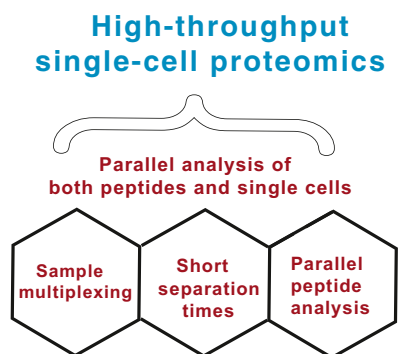 High-throughput
single-cell proteomics
Parallel analysis of
both peptides and single cells
Sample
multiplexing
Short
separation
times
Parallel
peptide
analysis